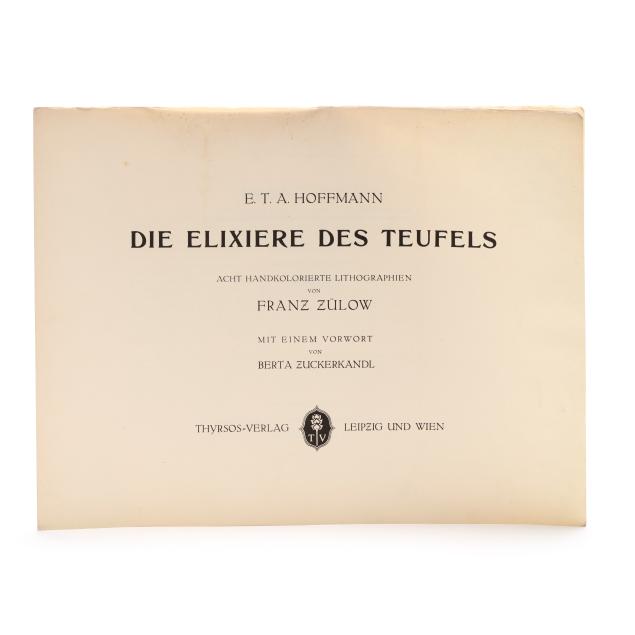 E. T. A. HOFFMANN
DIE ELIXIERE DES TEUFELS
ACHT HANDKOLORIERTE LITHOGRAPHIEN
VON
FRANZ ZÜLOW
MIT EINEM VORWORT
VON
BERTA ZUCKERKANDL
THYRSOS-VERLAG TV LEIPZIG UND WIEN